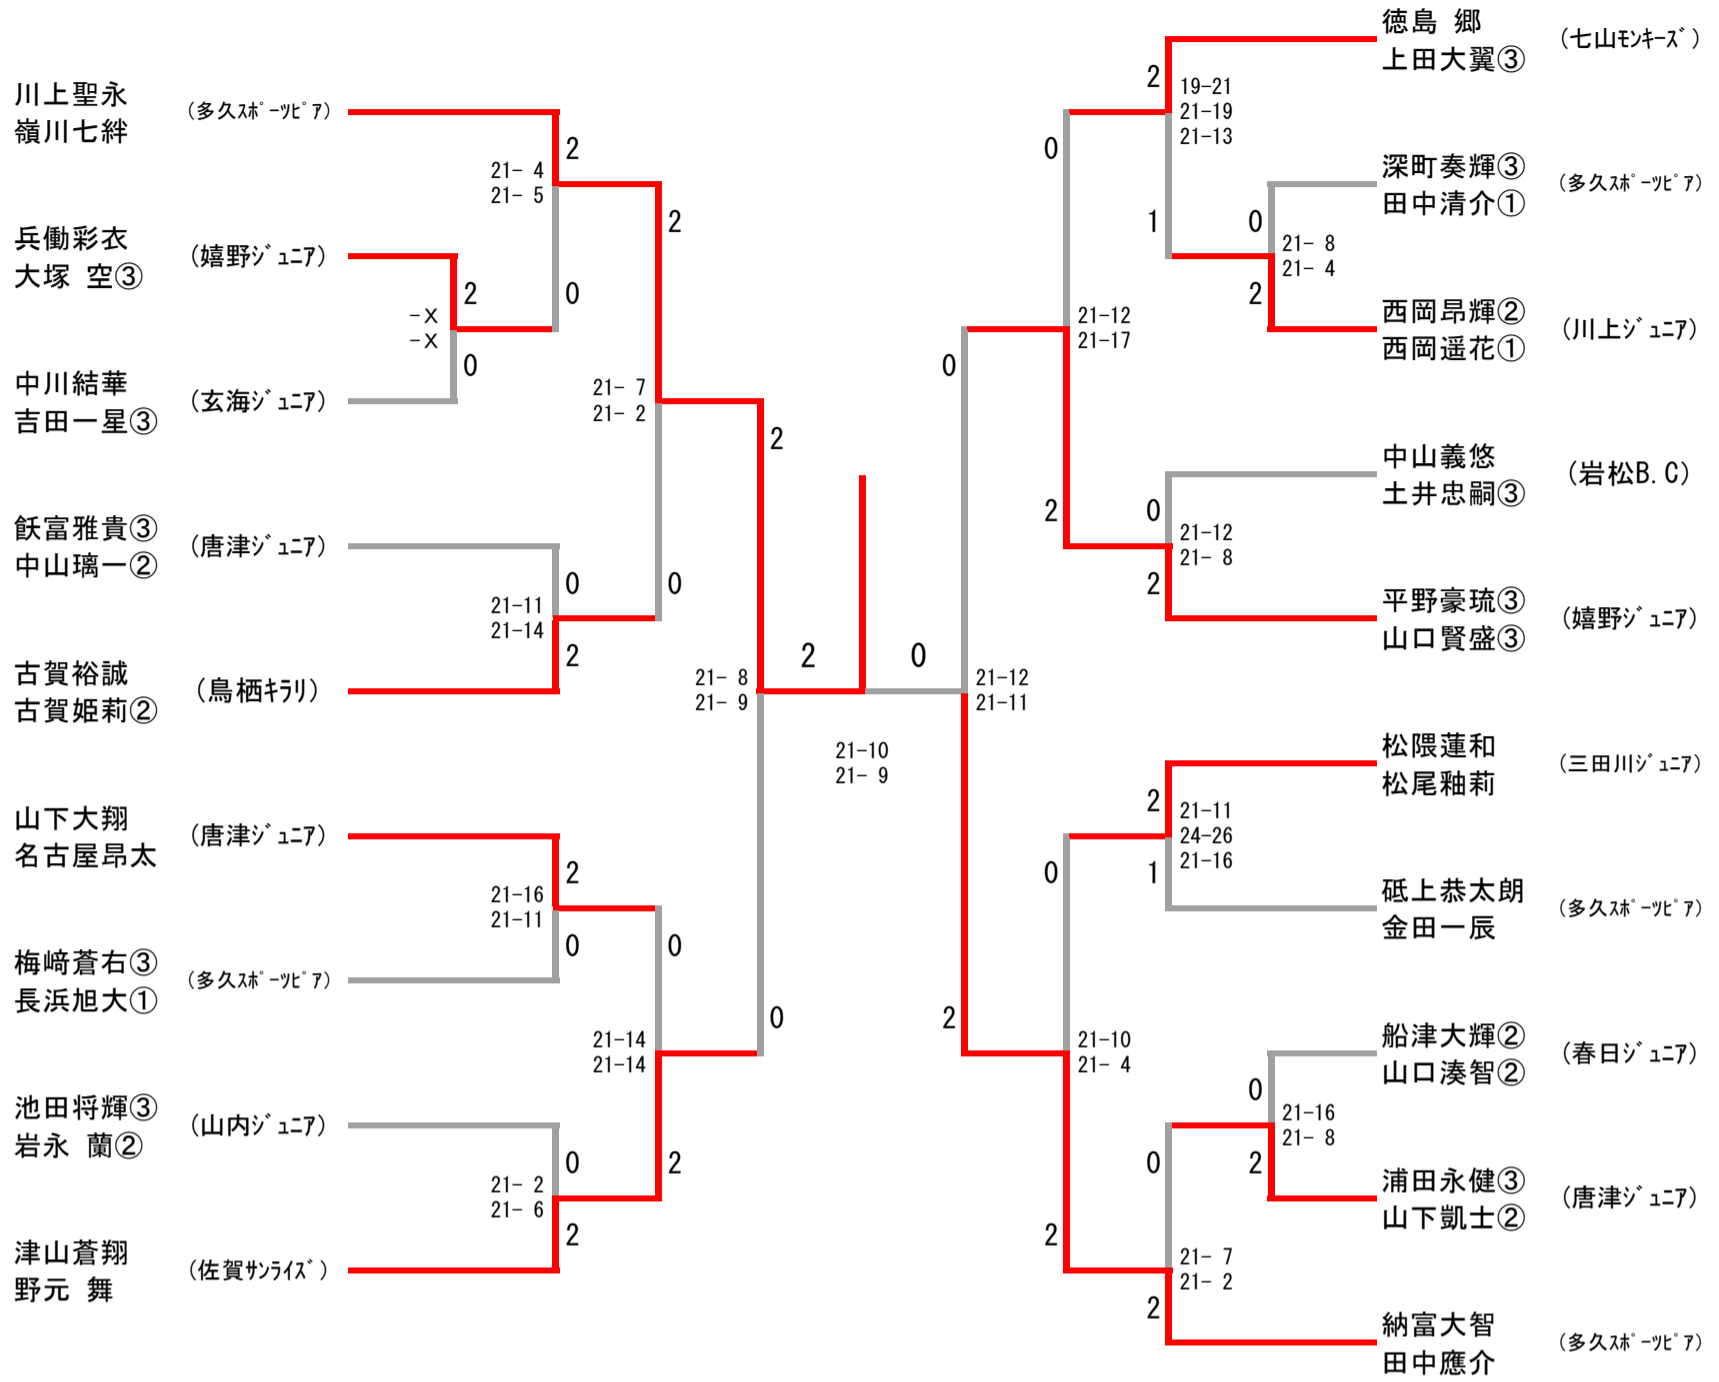 川上聖永
嶺川七絆
(多久ｽﾎﾟｰﾂﾋﾟｱ)
兵働彩衣
大塚 空③
(嬉野ｼﾞｭﾆｱ)
中川結華
吉田一星③
(玄海ｼﾞｭﾆｱ)
飫富雅貴③
中山璃一②
(唐津ｼﾞｭﾆｱ)
古賀裕誠
古賀姫莉②
(鳥栖ｷﾗﾘ)
山下大翔
名古屋昂太
(唐津ｼﾞｭﾆｱ)
梅﨑蒼右③
長浜旭大①
(多久ｽﾎﾟｰﾂﾋﾟｱ)
池田将輝③
岩永 蘭②
(山内ｼﾞｭﾆｱ)
津山蒼翔
野元 舞
(佐賀ｻﾝﾗｲｽﾞ)
2
21- 4
21- 5
0
2
-X
-X
0
0
21-11
21-14
2
2
21-16
21-11
0
0
21- 2
21- 6
2
2
21- 7
21- 2
0
0
21-14
21-14
2
2
21- 8
21- 9
0
2
0
21-10
21- 9
0
21-12
21-11
2
0
21-12
21-17
2
0
21-10
21- 4
2
2
19-21
21-19
21-13
1
0
21- 8
21- 4
2
0
21-12
21- 8
2
2
21-11
24-26
21-16
1
0
21-16
21- 8
2
0
21- 7
21- 2
2
徳島 郷
上田大翼③
(七山ﾓﾝｷｰｽﾞ)
深町奏輝③
田中清介①
(多久ｽﾎﾟｰﾂﾋﾟｱ)
西岡昂輝②
西岡遥花①
(川上ｼﾞｭﾆｱ)
中山義悠
土井忠嗣③
(岩松B.C)
平野豪琉③
山口賢盛③
(嬉野ｼﾞｭﾆｱ)
松隈蓮和
松尾釉莉
(三田川ｼﾞｭﾆｱ)
砥上恭太朗
金田一辰
(多久ｽﾎﾟｰﾂﾋﾟｱ)
船津大輝②
山口湊智②
(春日ｼﾞｭﾆｱ)
浦田永健③
山下凱士②
(唐津ｼﾞｭﾆｱ)
納富大智
田中應介
(多久ｽﾎﾟｰﾂﾋﾟｱ)